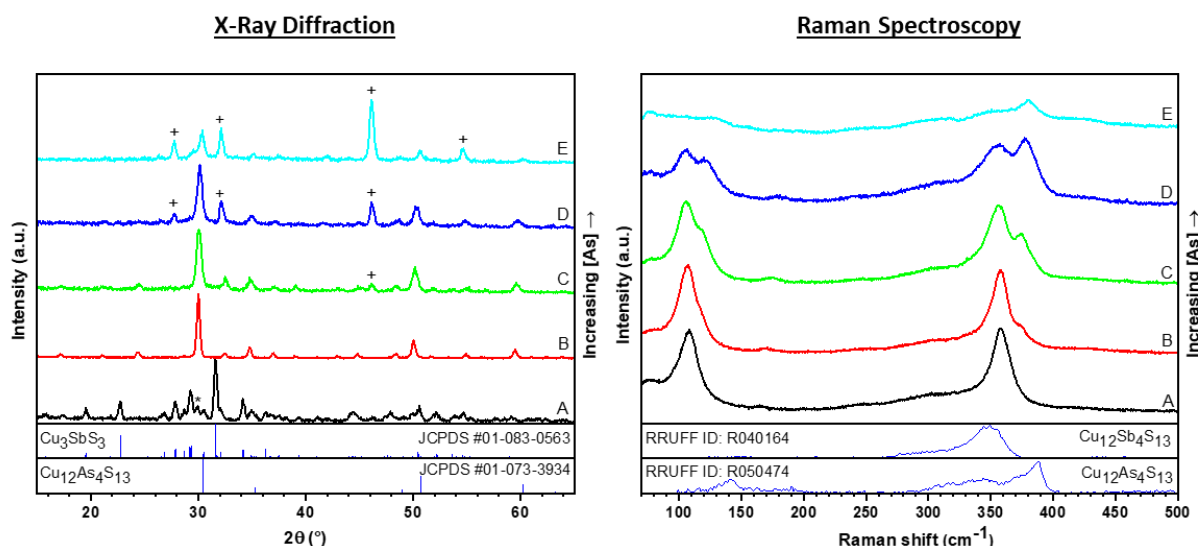 X-Ray Diffraction
Intensity (a.u.)
+ + + +
E
+ + +
D
+
C
B
*
A
Cu3SbS3 JCPDS #01-083-0563
Cu12As4S13 JCPDS #01-073-3934
20 30 40 50 60
2θ (°)
Increasing [As] →
Raman Spectroscopy
Intensity (a.u.)
E
D
C
B
A
RRUFF ID: R040164 Cu12Sb4S13
RRUFF ID: R050474 Cu12As4S13
100 150 200 250 300 350 400 450 500
Raman shift (cm-1)
Increasing [As] →